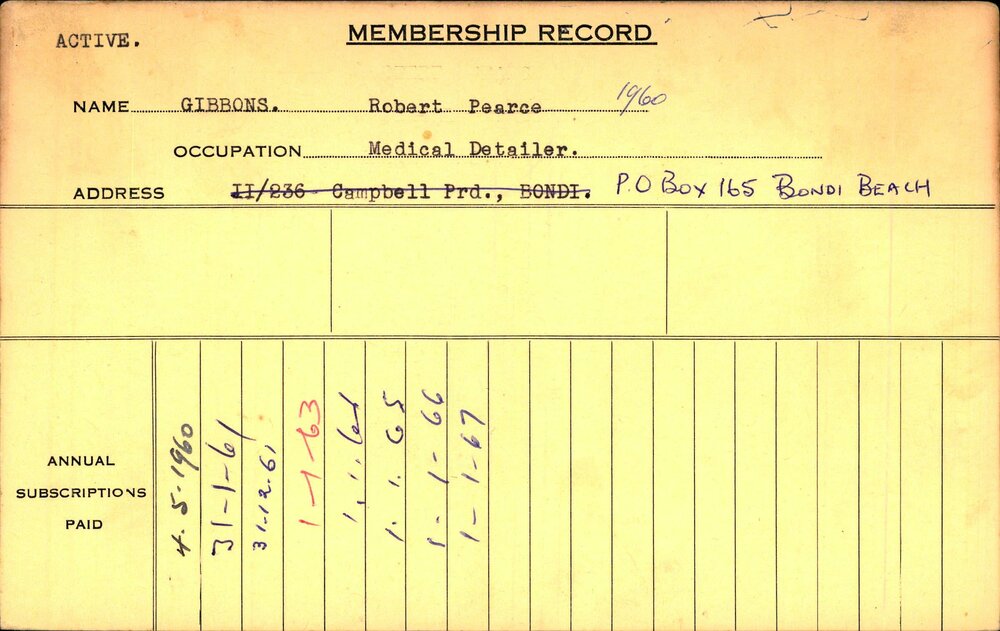 Pearce
ACTIVE.
MEMBERSHIP RECORD
NAME GIBBONS. Robert Pearce 1960
OCCUPATION Medical Detailer.
ADDRESS II/236 Campbell Prd., BONDI. P.O BOX 165 BONDI BEACH
ANNUAL SUBSCRIPTIONS PAID
4.5.1960
31-1-61
31.12.61
1-1-63
1.1.64
1.1.65
1-1-66
1-1-67